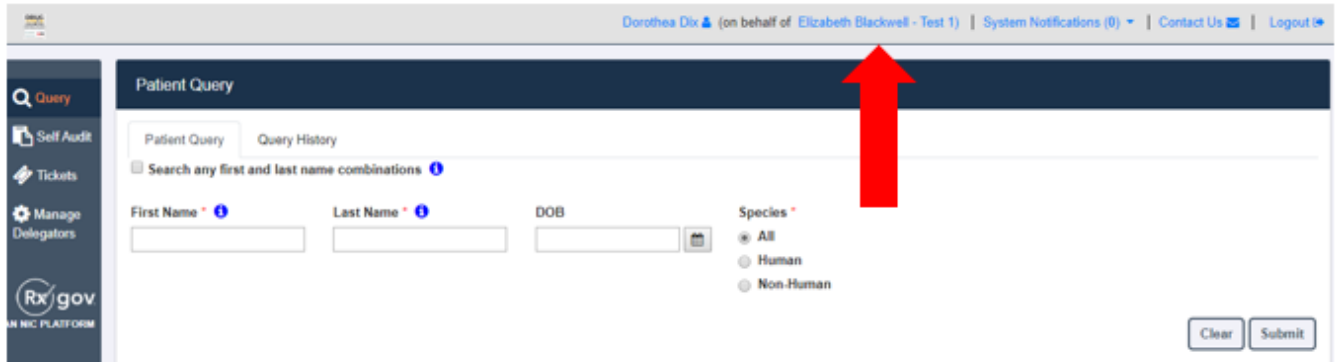 Dorothea Dix (on behalf of Elizabeth Blackwell - Test 1) | System Notifications (0) | Contact Us | Logout
Query
Self Audit
Tickets
Manage
Delegators
Rx gov
AN NIC PLATFORM
Patient Query
Patient Query Query History
Search any first and last name combinations
First Name * Last Name * DOB Species *
All
Human
Non-Human
Clear Submit